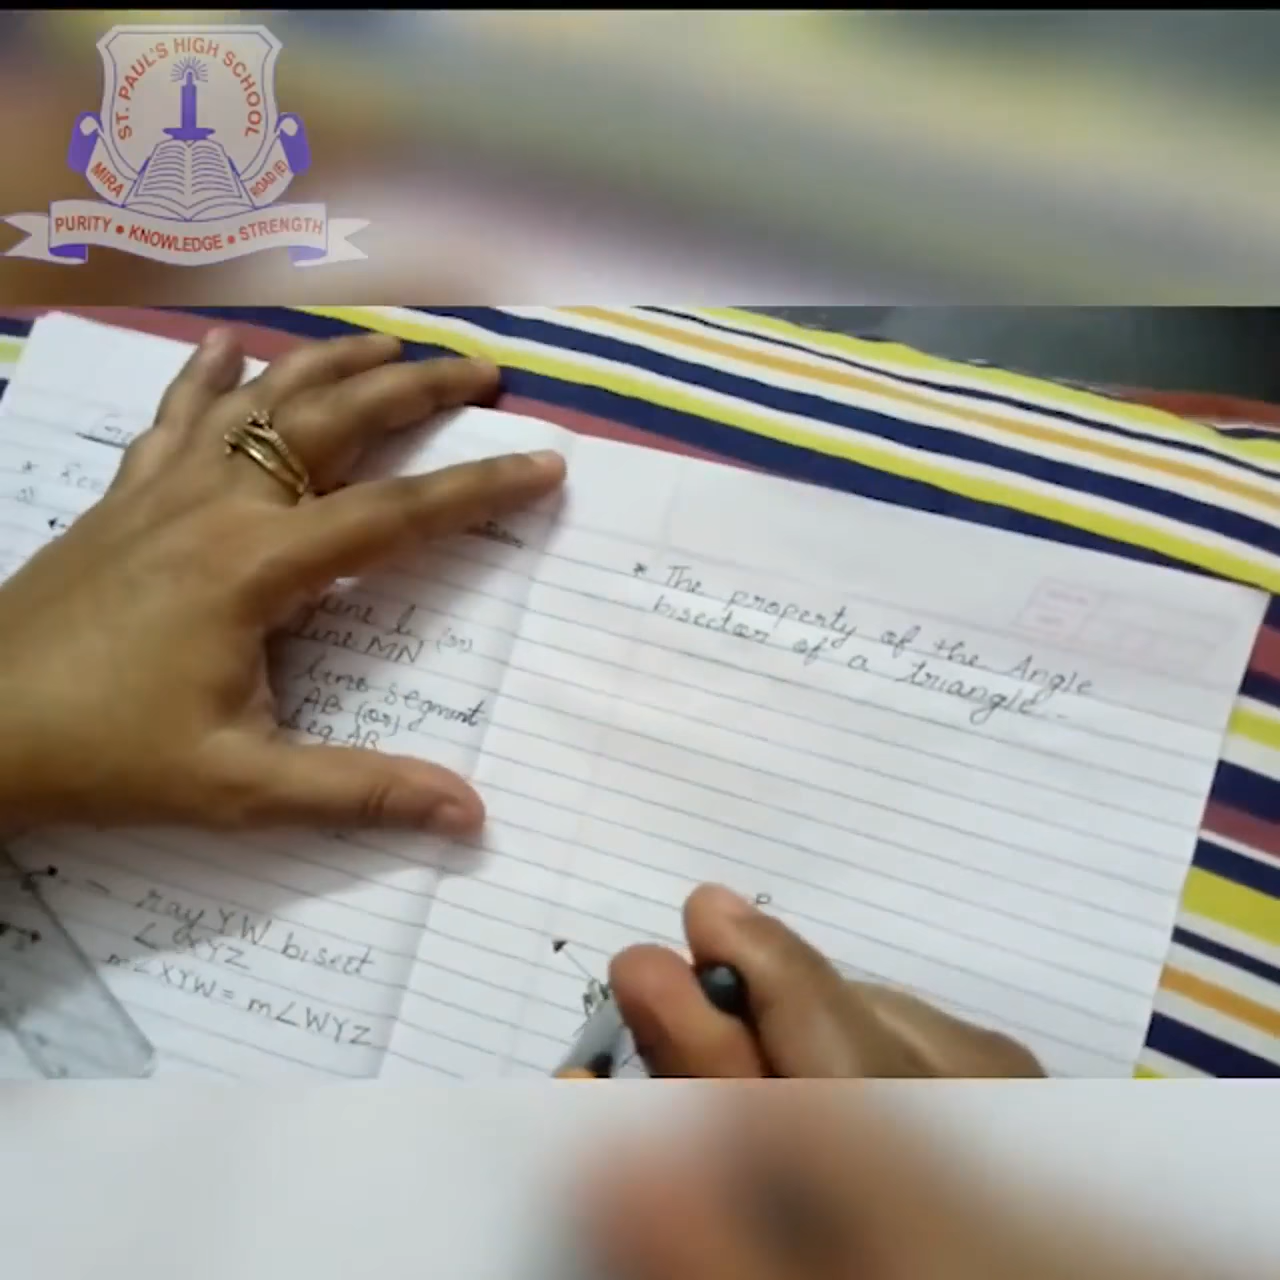 ST. PAUL'S HIGH SCHOOL
MIRA
ROAD (E)
PURITY • KNOWLEDGE • STRENGTH
line l (or)
line MN
line segment
AB (or)
seg AB
ray YW bisect
∠XYZ
m∠XYW = m∠WYZ
* The property of the Angle
bisector of a triangle.
P